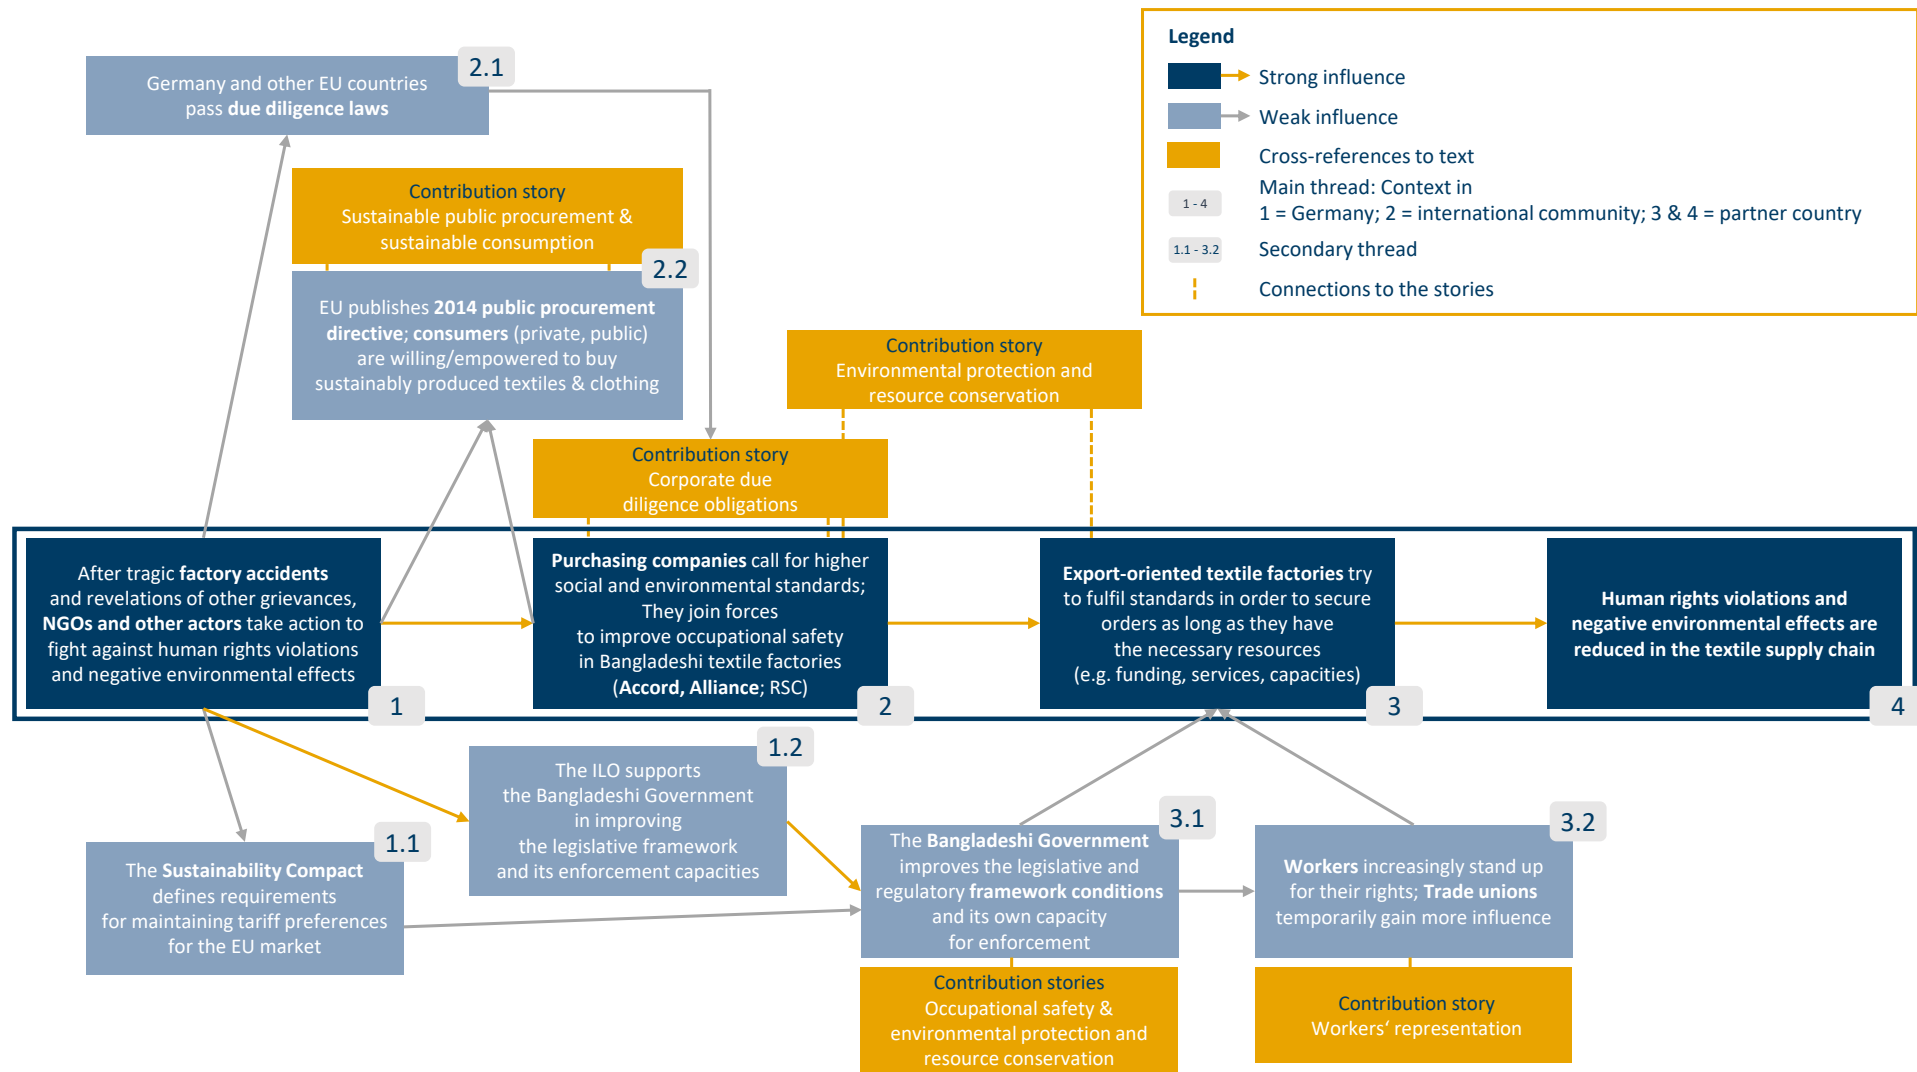 Legend
Strong influence
Weak influence
Cross-references to text
1 - 4
Main thread: Context in
1 = Germany; 2 = international community; 3 & 4 = partner country
1.1 - 3.2
Secondary thread
Connections to the stories
2.1
Germany and other EU countries
pass due diligence laws
Contribution story
Sustainable public procurement &
sustainable consumption
2.2
EU publishes 2014 public procurement
directive; consumers (private, public)
are willing/empowered to buy
sustainably produced textiles & clothing
Contribution story
Environmental protection and
resource conservation
Contribution story
Corporate due
diligence obligations
After tragic factory accidents
and revelations of other grievances,
NGOs and other actors take action to
fight against human rights violations
and negative environmental effects
1
Purchasing companies call for higher
social and environmental standards;
They join forces
to improve occupational safety
in Bangladeshi textile factories
(Accord, Alliance; RSC)
2
Export-oriented textile factories try
to fulfil standards in order to secure
orders as long as they have
the necessary resources
(e.g. funding, services, capacities)
3
Human rights violations and
negative environmental effects are
reduced in the textile supply chain
4
1.2
The ILO supports
the Bangladeshi Government
in improving
the legislative framework
and its enforcement capacities
1.1
The Sustainability Compact
defines requirements
for maintaining tariff preferences
for the EU market
3.1
The Bangladeshi Government
improves the legislative and
regulatory framework conditions
and its own capacity
for enforcement
3.2
Workers increasingly stand up
for their rights; Trade unions
temporarily gain more influence
Contribution stories
Occupational safety &
environmental protection and
resource conservation
Contribution story
Workers‘ representation